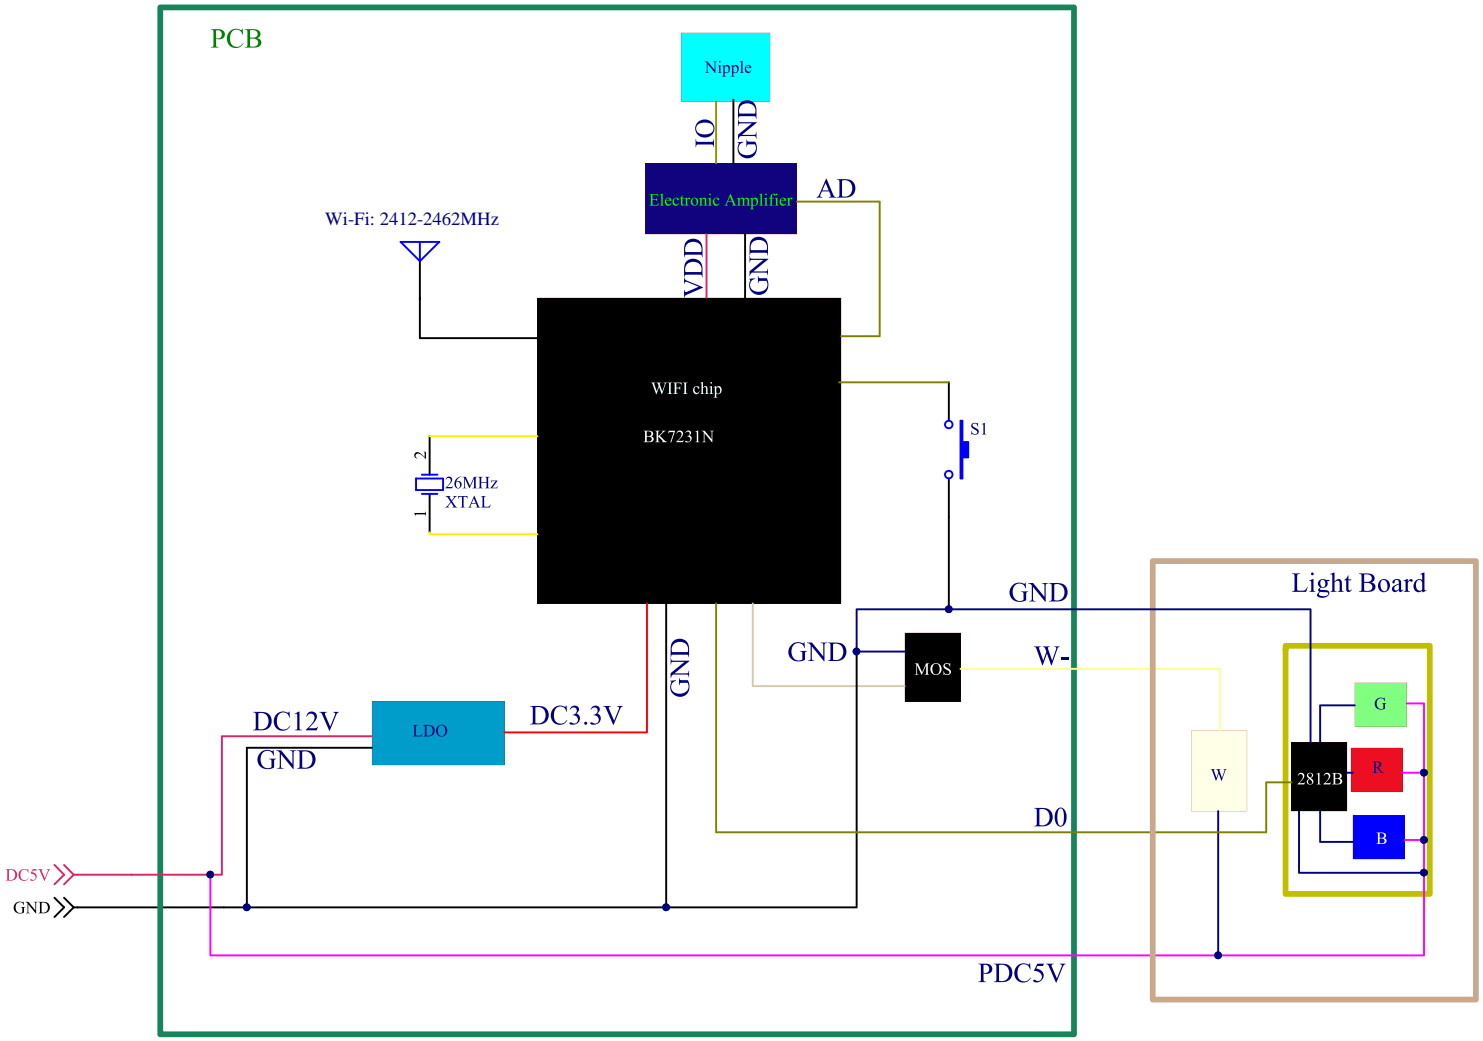 PCB
Nipple
IO
GND
Electronic Amplifier
AD
Wi-Fi: 2412-2462MHz
VDD
GND
WIFI chip
BK7231N
S1
2
26MHz
XTAL
1
Light Board
GND
GND
GND
W-
MOS
G
DC12V
DC3.3V
LDO
GND
W
2812B
R
D0
B
DC5V
GND
PDC5V